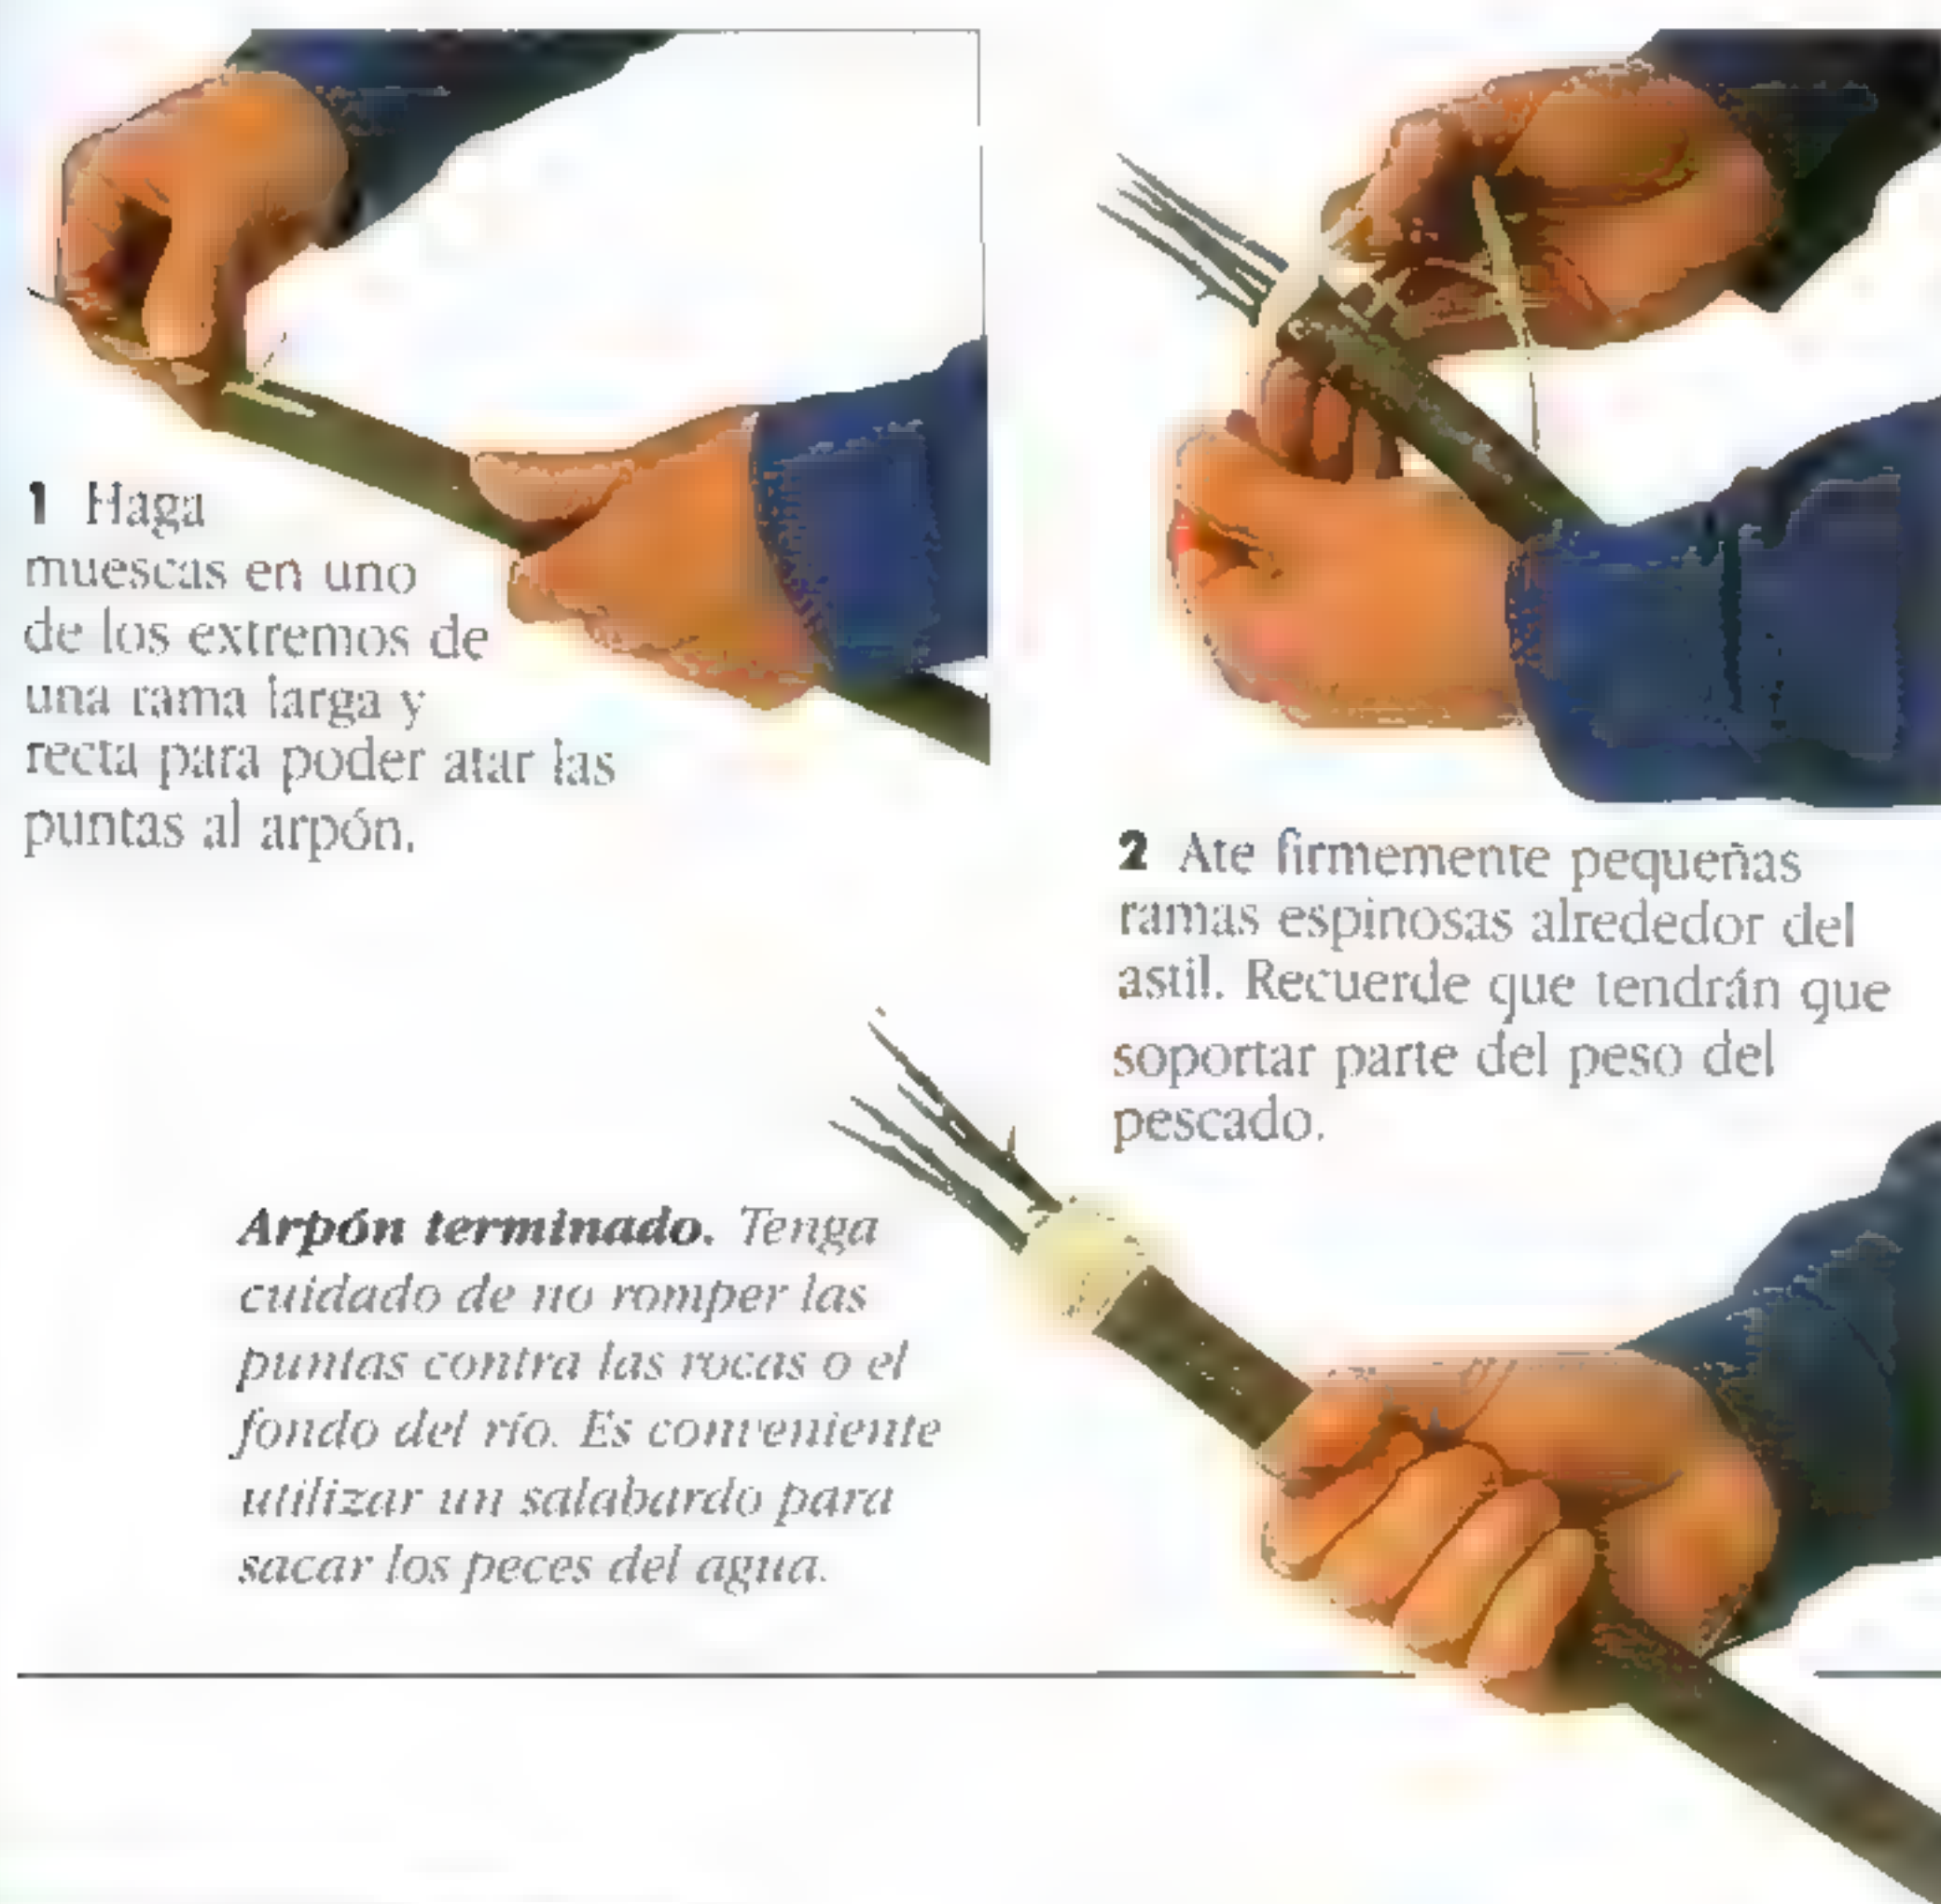 1 Haga
muescas en uno
de los extremos de
una rama larga y
recta para poder atar las
puntas al arpón.
2 Ate firmemente pequeñas
ramas espinosas alrededor del
astil. Recuerde que tendrán que
soportar parte del peso del
pescado.
Arpón terminado. Tenga
cuidado de no romper las
puntas contra las rocas o el
fondo del río. Es conveniente
utilizar un salabardo para
sacar los peces del agua.